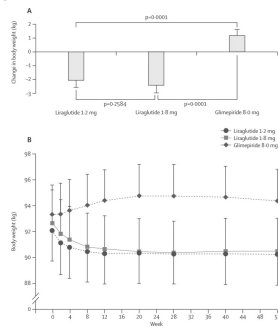 A
p=0·0001
Change in body-weight (kg)
2
1
0
–1
–2
–3
Liraglutide 1·2 mg
Liraglutide 1·8 mg
Glimepiride 8·0 mg
p=0·2584
p=0·0001
B
Liraglutide 1·2 mg
Liraglutide 1·8 mg
Glimepiride 8·0 mg
Body-weight (kg)
98
96
94
92
90
88
0
0
4
8
12
16
20
24
28
32
36
40
44
48
Week